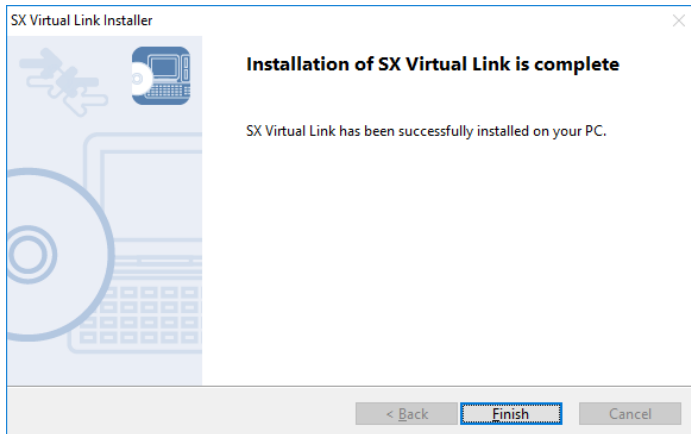 SX Virtual Link Installer
Installation of SX Virtual Link is complete
SX Virtual Link has been successfully installed on your PC.
< Back
Finish
Cancel